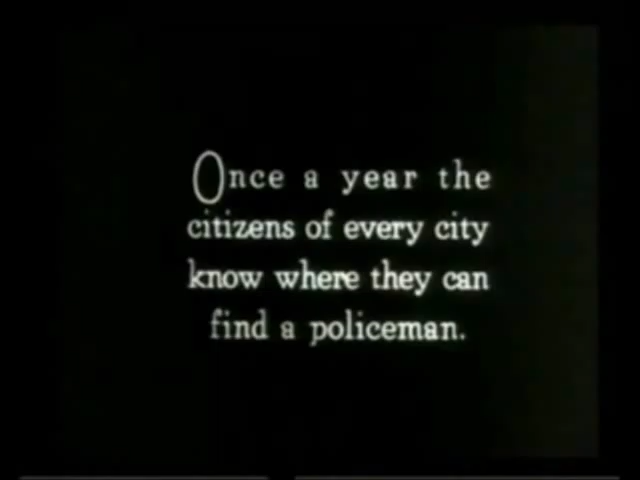 Once a year the
citizens of every city
know where they can
find a policeman.